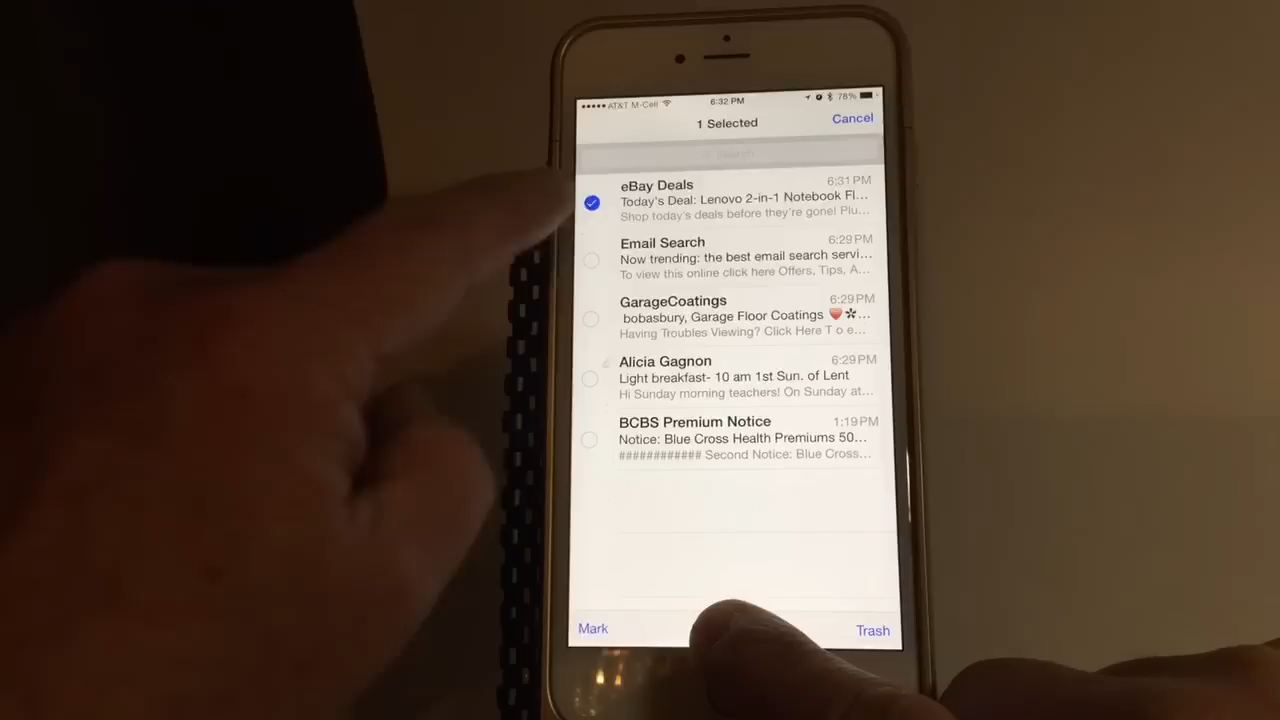 AT&T M-Cell 6:32 PM 78%
1 Selected Cancel
Search
eBay Deals 6:31 PM
Today's Deal: Lenovo 2-in-1 Notebook Fl...
Shop today's deals before they're gone! Plu...
Email Search 6:29 PM
Now trending: the best email search servi...
To view this online click here Offers, Tips, A...
GarageCoatings 6:29 PM
bobasbury, Garage Floor Coatings ❤️✲...
Having Troubles Viewing? Click Here T o e...
Alicia Gagnon 6:29 PM
Light breakfast- 10 am 1st Sun. of Lent
Hi Sunday morning teachers! On Sunday at...
BCBS Premium Notice 1:19 PM
Notice: Blue Cross Health Premiums 50...
############ Second Notice: Blue Cross...
Mark Trash